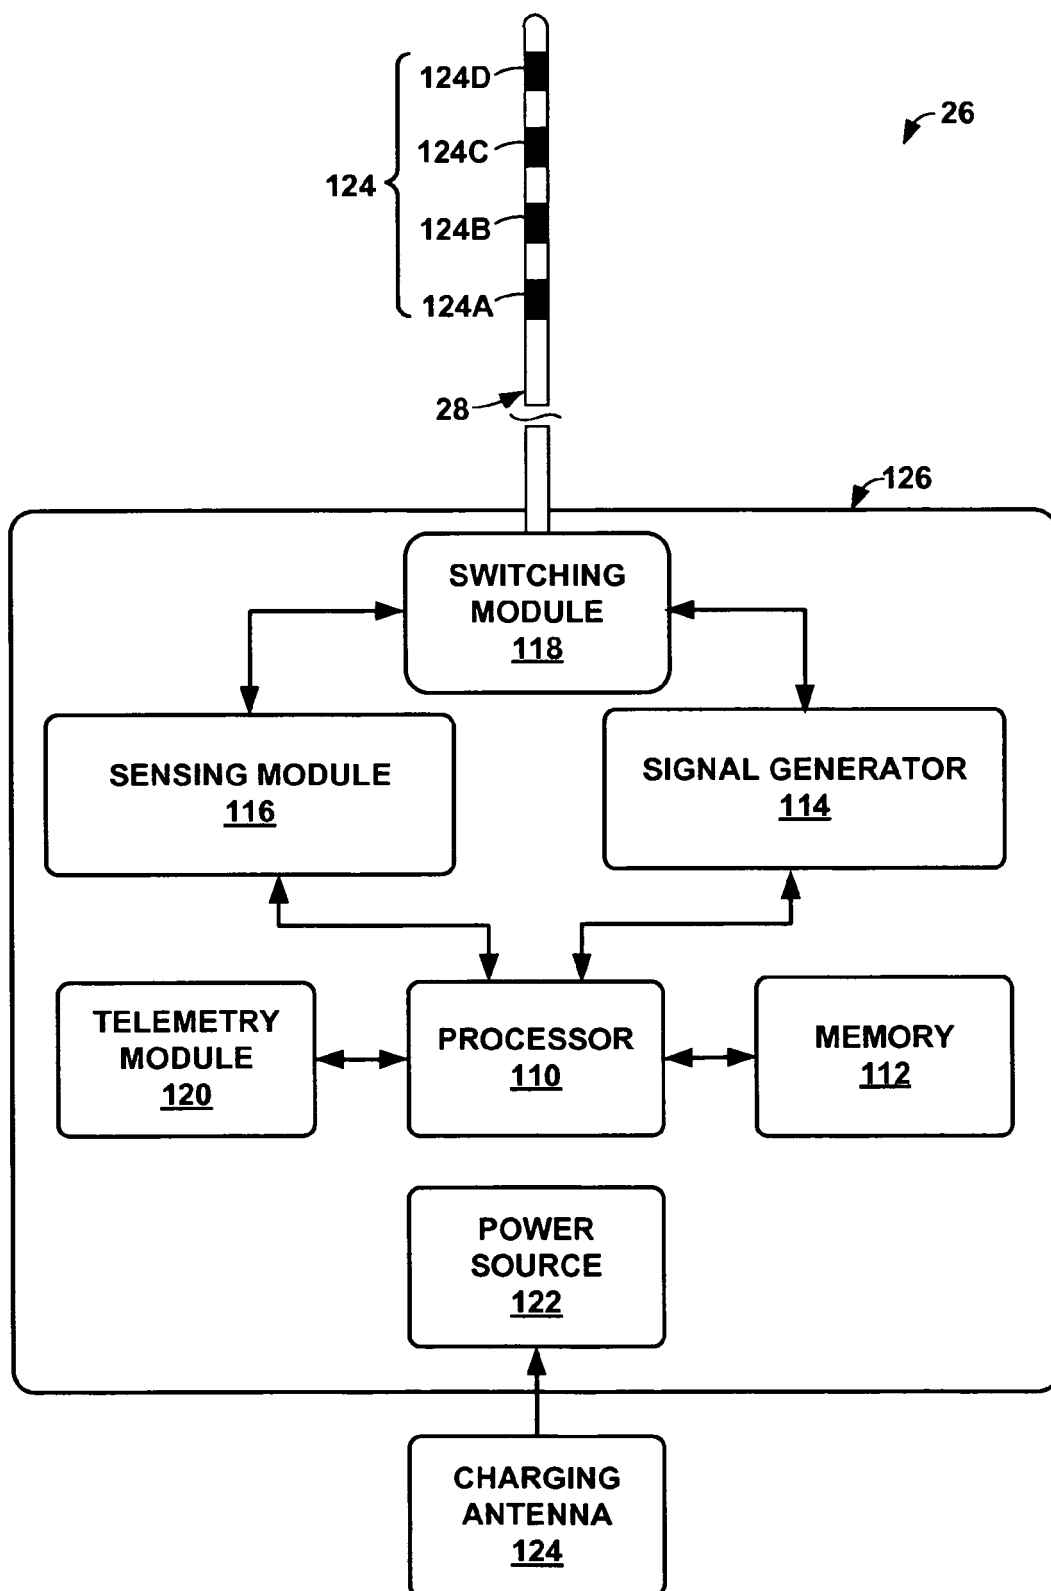 124D
26
124C
124
124B
124A
28
126
SWITCHING
MODULE
118
SENSING MODULE
116
SIGNAL GENERATOR
114
TELEMETRY
MODULE
120
PROCESSOR
110
MEMORY
112
POWER
SOURCE
122
CHARGING
ANTENNA
124